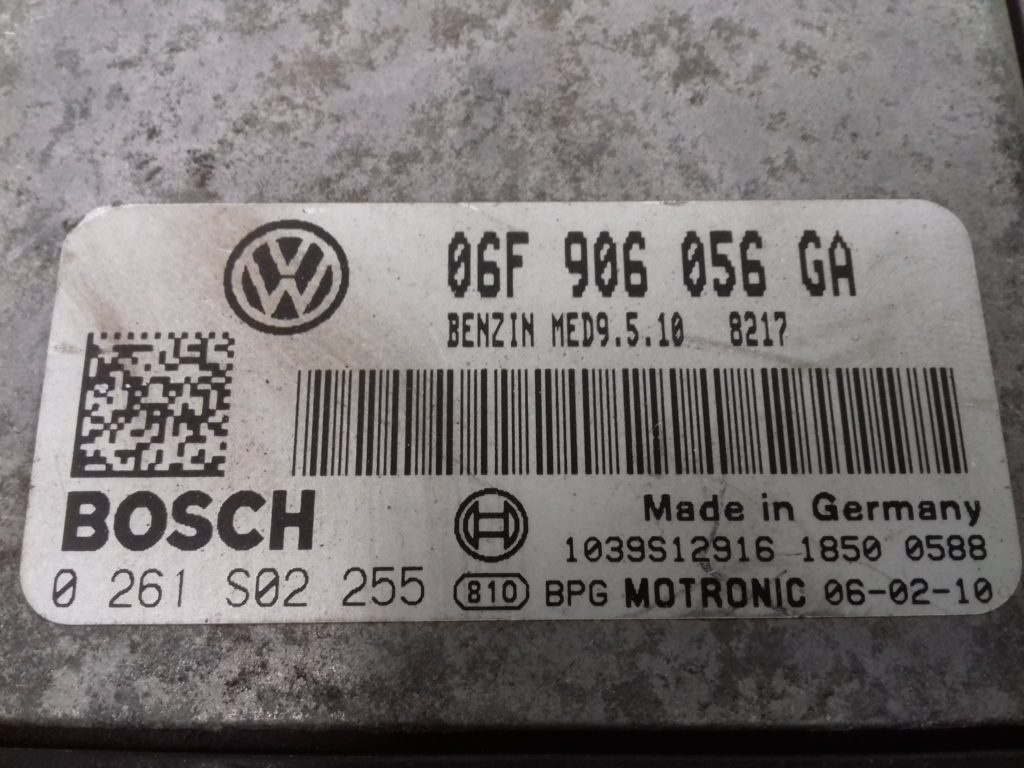 06F 906 056 GA
BENZIN MED9.5.10 8217
BOSCH
Made in Germany
1039S12916 1850 0588
0 261 S02 255 810 BPG MOTRONIC 06-02-10